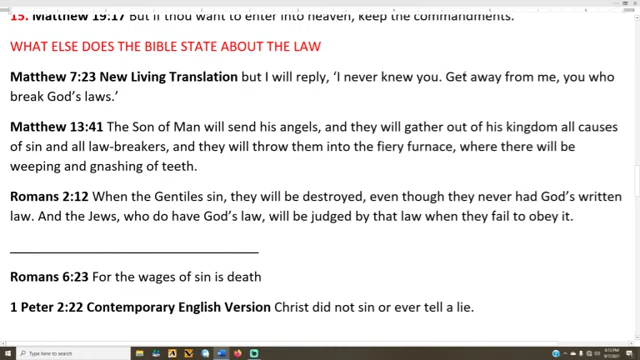 15. Matthew 19:17 But if thou want to enter into heaven, keep the commandments.
WHAT ELSE DOES THE BIBLE STATE ABOUT THE LAW
Matthew 7:23 New Living Translation but I will reply, ‘I never knew you. Get away from me, you who
break God’s laws.’
Matthew 13:41 The Son of Man will send his angels, and they will gather out of his kingdom all causes
of sin and all law-breakers, and they will throw them into the fiery furnace, where there will be
weeping and gnashing of teeth.
Romans 2:12 When the Gentiles sin, they will be destroyed, even though they never had God’s written
law. And the Jews, who do have God’s law, will be judged by that law when they fail to obey it.
Romans 6:23 For the wages of sin is death
1 Peter 2:22 Contemporary English Version Christ did not sin or ever tell a lie.
Type here to search